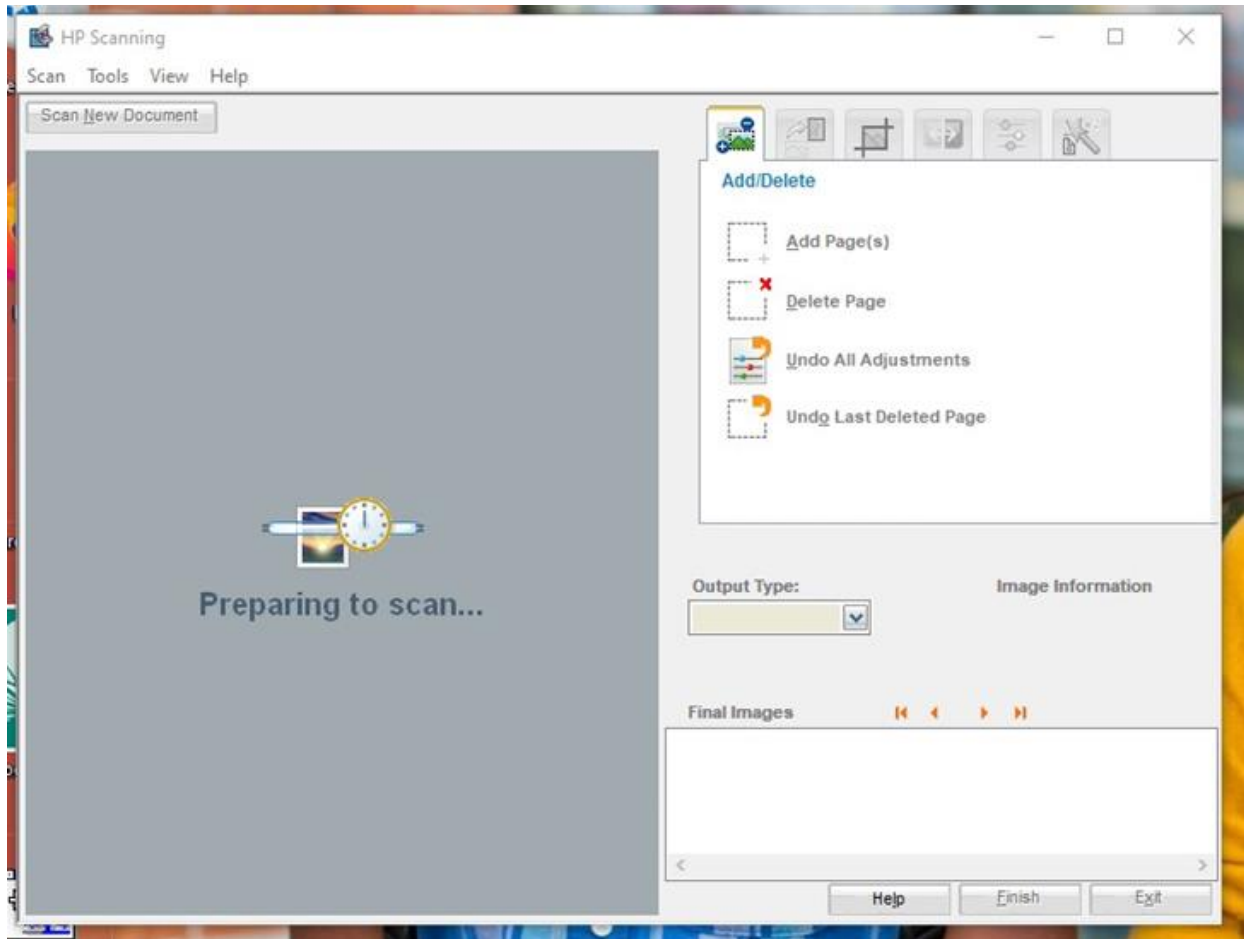 HP Scanning
Scan Tools View Help
Scan New Document
Add/Delete
Add Page(s)
Delete Page
Undo All Adjustments
Undo Last Deleted Page
Preparing to scan...
Output Type:
Image Information
Final Images
Help Finish Exit